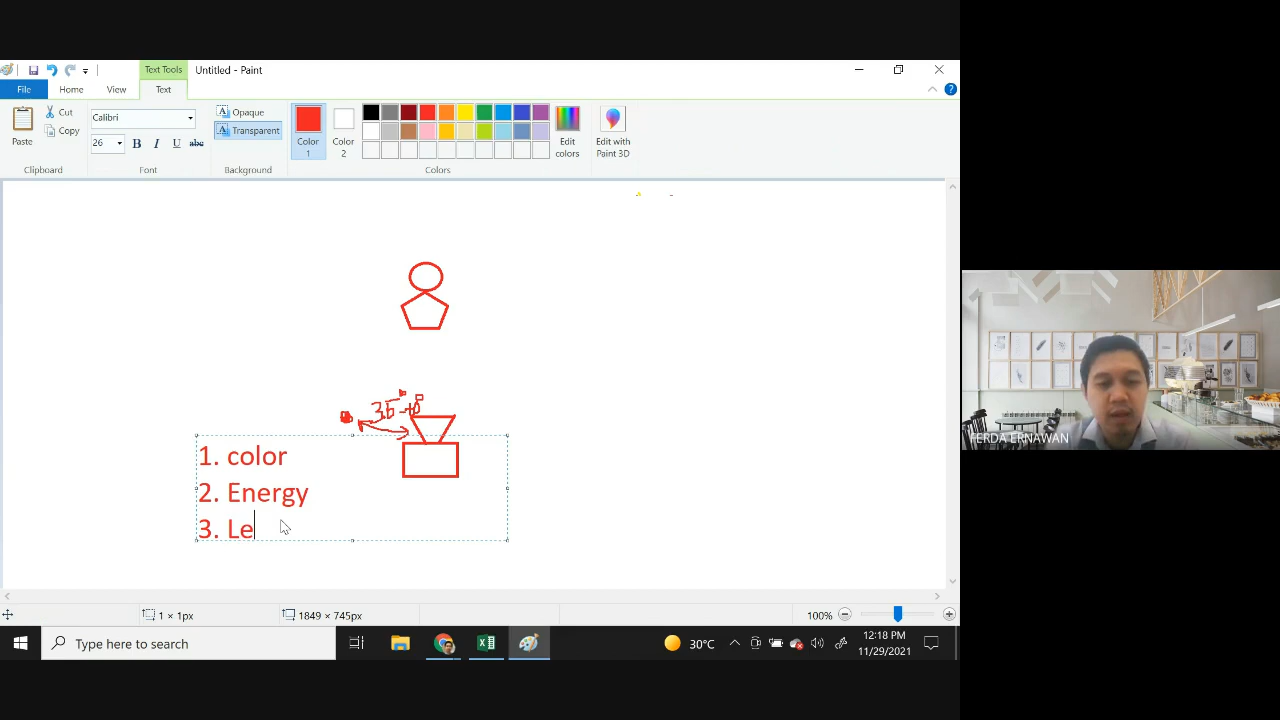 Text Tools
Untitled - Paint
File
Home
View
Text
Paste
Cut
Copy
Clipboard
Calibri
26
B I U abc
Font
Opaque
Transparent
Background
Color 1
Color 2
Edit colors
Colors
Edit with Paint 3D
1. color
2. Energy
3. Le
FERDA ERNAWAN
1 × 1px
1849 × 745px
100%
Type here to search
30°C
12:18 PM
11/29/2021